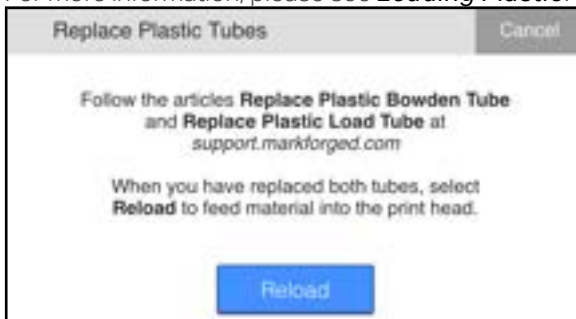 For more information, please see Loading Plastic.
Replace Plastic Tubes
Cancel
Follow the articles Replace Plastic Bowden Tube
and Replace Plastic Load Tube at
support.markforged.com
When you have replaced both tubes, select
Reload to feed material into the print head.
Reload